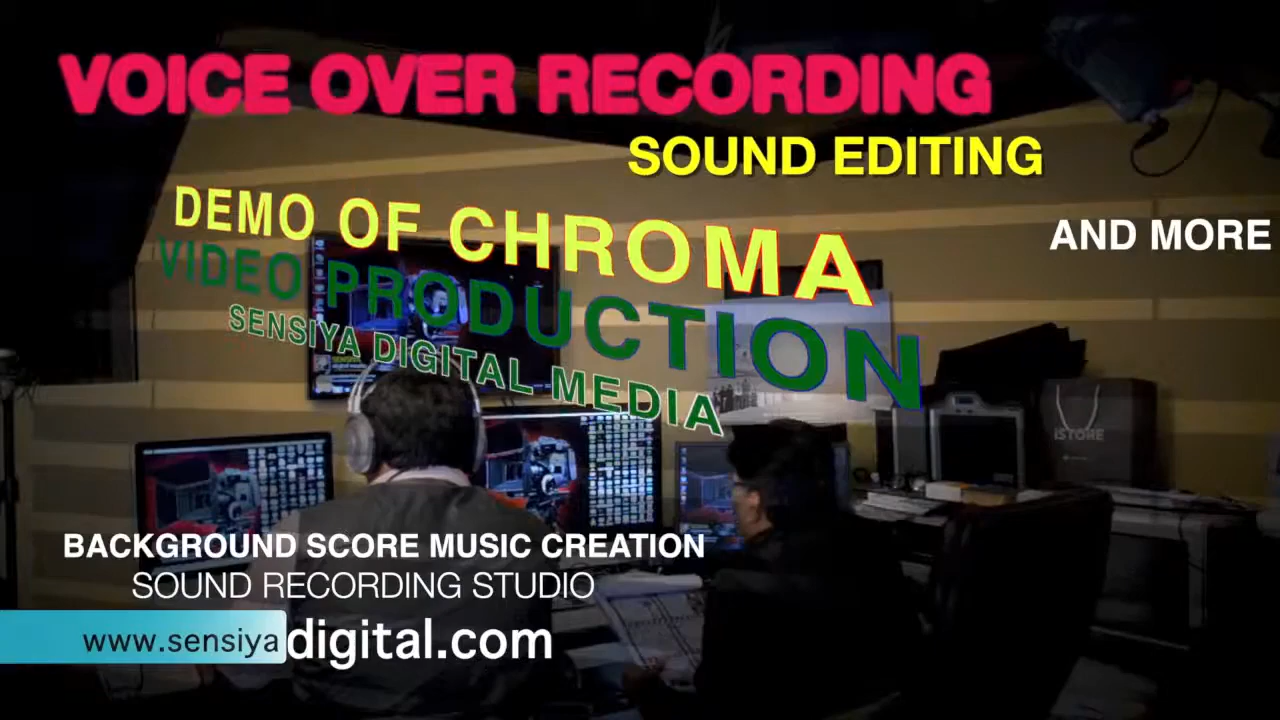 VOICE OVER RECORDING
SOUND EDITING
DEMO OF CHROMA
AND MORE
VIDEO PRODUCTION
SENSIYA DIGITAL MEDIA
ISTORE
BACKGROUND SCORE MUSIC CREATION
SOUND RECORDING STUDIO
www.sensiyadigital.com